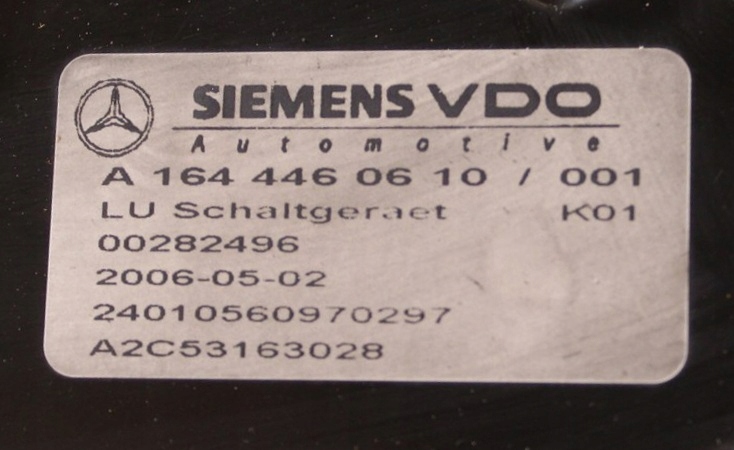 SIEMENS VDO
Automotive
A 164 446 06 10 / 001
LU Schaltgeraet K01
00282496
2006-05-02
24010560970297
A2C53163028